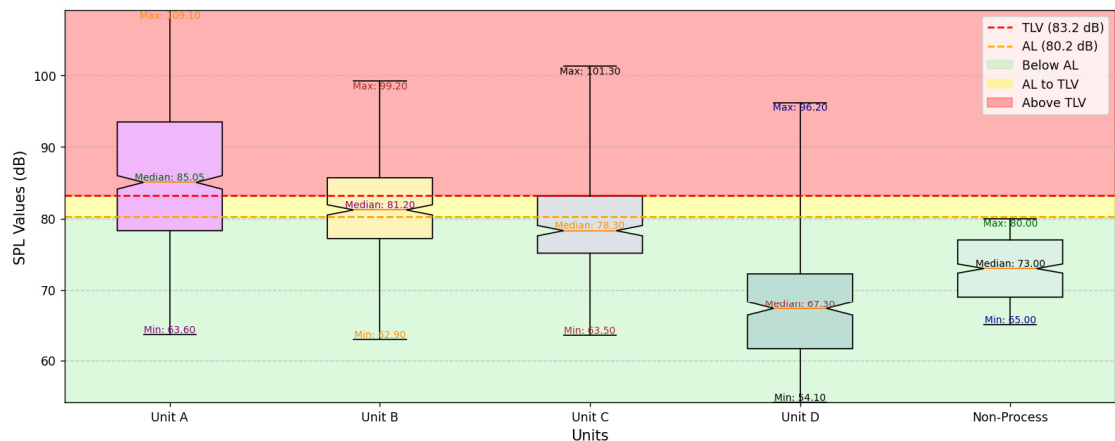 Max: 109.10
TLV (83.2 dB)
AL (80.2 dB)
Below AL
AL to TLV
Above TLV
Max: 99.20
Max: 101.30
Max: 96.20
Median: 85.05
Median: 81.20
Median: 78.30
Median: 67.30
Max: 80.00
Median: 73.00
Min: 63.60
Min: 62.90
Min: 63.50
Min: 54.10
Min: 65.00
SPL Values (dB)
100
90
80
70
60
Unit A
Unit B
Unit C
Unit D
Non-Process
Units